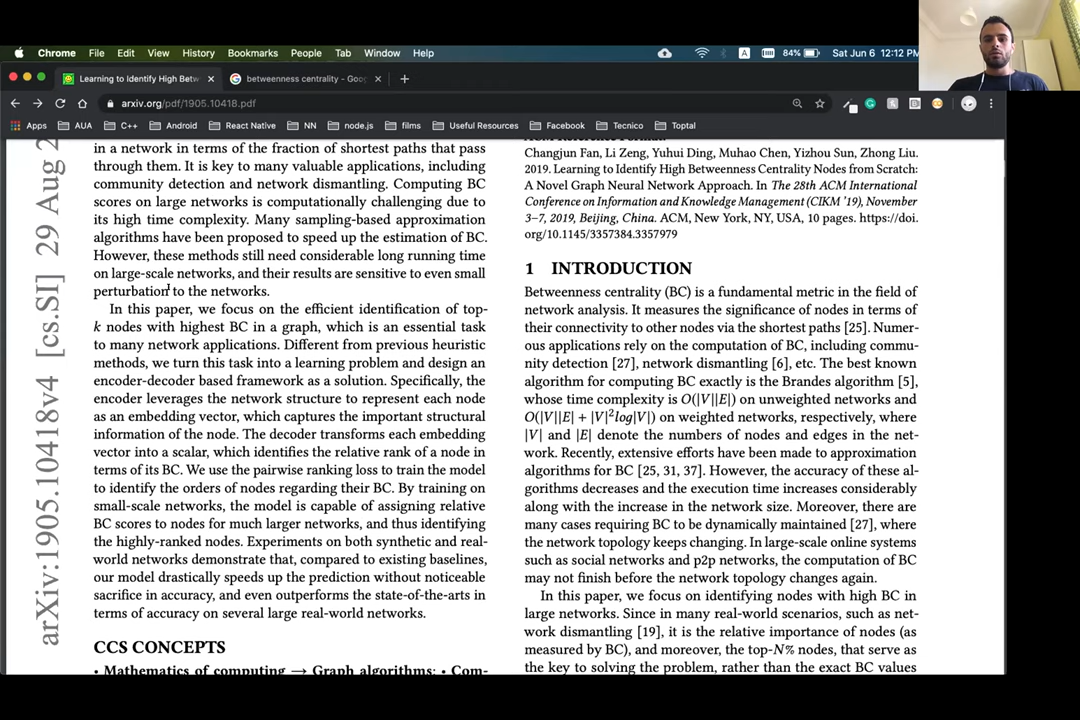 Chrome File Edit View History Bookmarks People Tab Window Help A 84% Sat Jun 6 12:12 PM
Learning to Identify High Betw
betweenness centrality - Goo
arxiv.org/pdf/1905.10418.pdf
Apps AUA C++ Android React Native NN node.js films Useful Resources Facebook Tecnico Toptal
arXiv:1905.10418v4 [cs.SI] 29 Aug 2
in a network in terms of the fraction of shortest paths that pass
through them. It is key to many valuable applications, including
community detection and network dismantling. Computing BC
scores on large networks is computationally challenging due to
its high time complexity. Many sampling-based approximation
algorithms have been proposed to speed up the estimation of BC.
However, these methods still need considerable long running time
on large-scale networks, and their results are sensitive to even small
perturbation to the networks.
In this paper, we focus on the efficient identification of top-
k nodes with highest BC in a graph, which is an essential task
to many network applications. Different from previous heuristic
methods, we turn this task into a learning problem and design an
encoder-decoder based framework as a solution. Specifically, the
encoder leverages the network structure to represent each node
as an embedding vector, which captures the important structural
information of the node. The decoder transforms each embedding
vector into a scalar, which identifies the relative rank of a node in
terms of its BC. We use the pairwise ranking loss to train the model
to identify the orders of nodes regarding their BC. By training on
small-scale networks, the model is capable of assigning relative
BC scores to nodes for much larger networks, and thus identifying
the highly-ranked nodes. Experiments on both synthetic and real-
world networks demonstrate that, compared to existing baselines,
our model drastically speeds up the prediction without noticeable
sacrifice in accuracy, and even outperforms the state-of-the-arts in
terms of accuracy on several large real-world networks.
CCS CONCEPTS
• Mathematics of computing → Graph algorithms; • Com-
Changjun Fan, Li Zeng, Yuhui Ding, Muhao Chen, Yizhou Sun, Zhong Liu.
2019. Learning to Identify High Betweenness Centrality Nodes from Scratch:
A Novel Graph Neural Network Approach. In The 28th ACM International
Conference on Information and Knowledge Management (CIKM '19), November
3–7, 2019, Beijing, China. ACM, New York, NY, USA, 10 pages. https://doi.
org/10.1145/3357384.3357979
1 INTRODUCTION
Betweenness centrality (BC) is a fundamental metric in the field of
network analysis. It measures the significance of nodes in terms of
their connectivity to other nodes via the shortest paths [25]. Numer-
ous applications rely on the computation of BC, including commu-
nity detection [27], network dismantling [6], etc. The best known
algorithm for computing BC exactly is the Brandes algorithm [5],
whose time complexity is O(|V||E|) on unweighted networks and
O(|V||E| + |V|²log|V|) on weighted networks, respectively, where
|V| and |E| denote the numbers of nodes and edges in the net-
work. Recently, extensive efforts have been made to approximation
algorithms for BC [25, 31, 37]. However, the accuracy of these al-
gorithms decreases and the execution time increases considerably
along with the increase in the network size. Moreover, there are
many cases requiring BC to be dynamically maintained [27], where
the network topology keeps changing. In large-scale online systems
such as social networks and p2p networks, the computation of BC
may not finish before the network topology changes again.
In this paper, we focus on identifying nodes with high BC in
large networks. Since in many real-world scenarios, such as net-
work dismantling [19], it is the relative importance of nodes (as
measured by BC), and moreover, the top-N% nodes, that serve as
the key to solving the problem, rather than the exact BC values